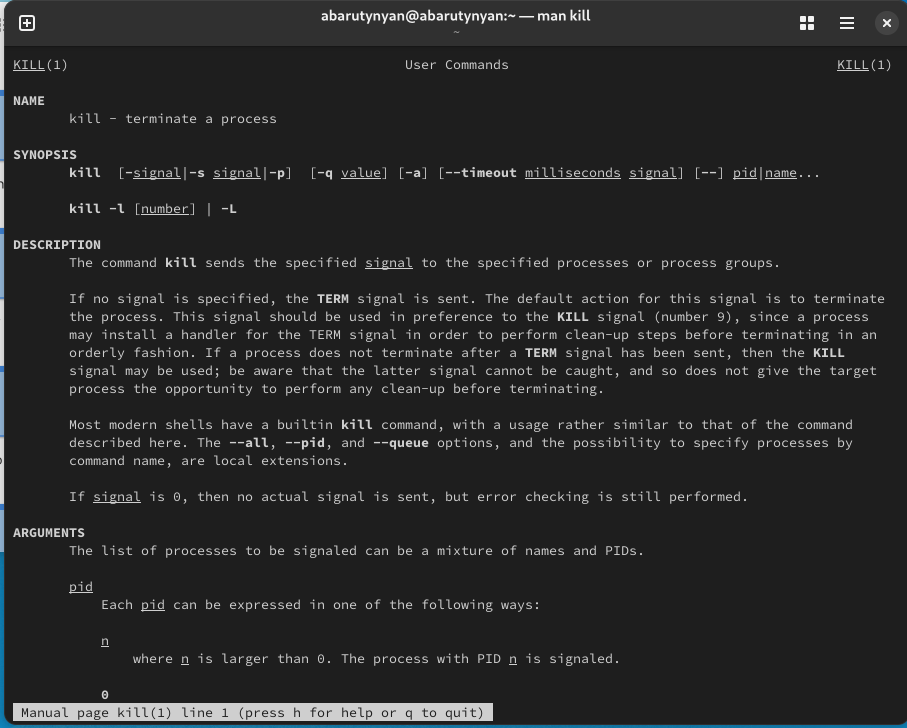 abarutynyan@abarutynyan:~ — man kill
~
KILL(1) User Commands KILL(1)
NAME
kill - terminate a process
SYNOPSIS
kill [-signal|-s signal|-p] [-q value] [-a] [--timeout milliseconds signal] [--] pid|name...
kill -l [number] | -L
DESCRIPTION
The command kill sends the specified signal to the specified processes or process groups.
If no signal is specified, the TERM signal is sent. The default action for this signal is to terminate
the process. This signal should be used in preference to the KILL signal (number 9), since a process
may install a handler for the TERM signal in order to perform clean-up steps before terminating in an
orderly fashion. If a process does not terminate after a TERM signal has been sent, then the KILL
signal may be used; be aware that the latter signal cannot be caught, and so does not give the target
process the opportunity to perform any clean-up before terminating.
Most modern shells have a builtin kill command, with a usage rather similar to that of the command
described here. The --all, --pid, and --queue options, and the possibility to specify processes by
command name, are local extensions.
If signal is 0, then no actual signal is sent, but error checking is still performed.
ARGUMENTS
The list of processes to be signaled can be a mixture of names and PIDs.
pid
Each pid can be expressed in one of the following ways:
n
where n is larger than 0. The process with PID n is signaled.
0
Manual page kill(1) line 1 (press h for help or q to quit)